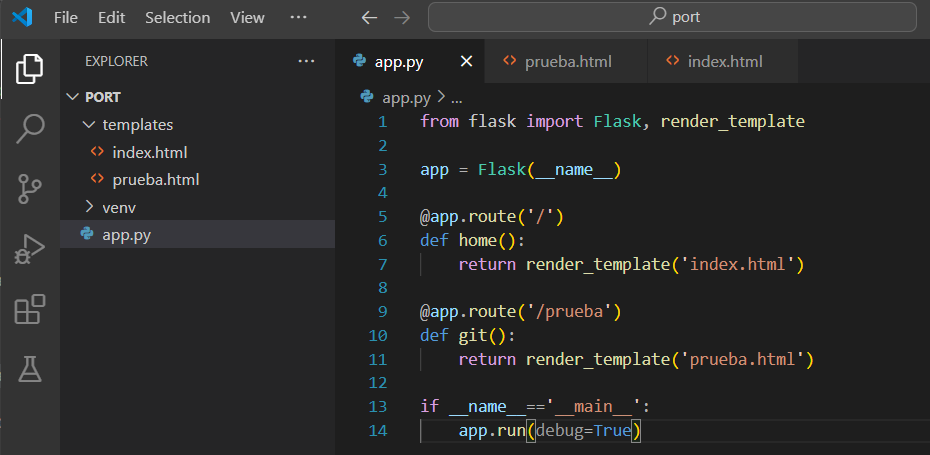 File Edit Selection View ··· ← → port
EXPLORER ···
PORT
templates
index.html
prueba.html
venv
app.py
app.py × prueba.html index.html
app.py > ...
1 from flask import Flask, render_template
2
3 app = Flask(__name__)
4
5 @app.route('/')
6 def home():
7     return render_template('index.html')
8
9 @app.route('/prueba')
10 def git():
11     return render_template('prueba.html')
12
13 if __name__=='__main__':
14     app.run(debug=True)